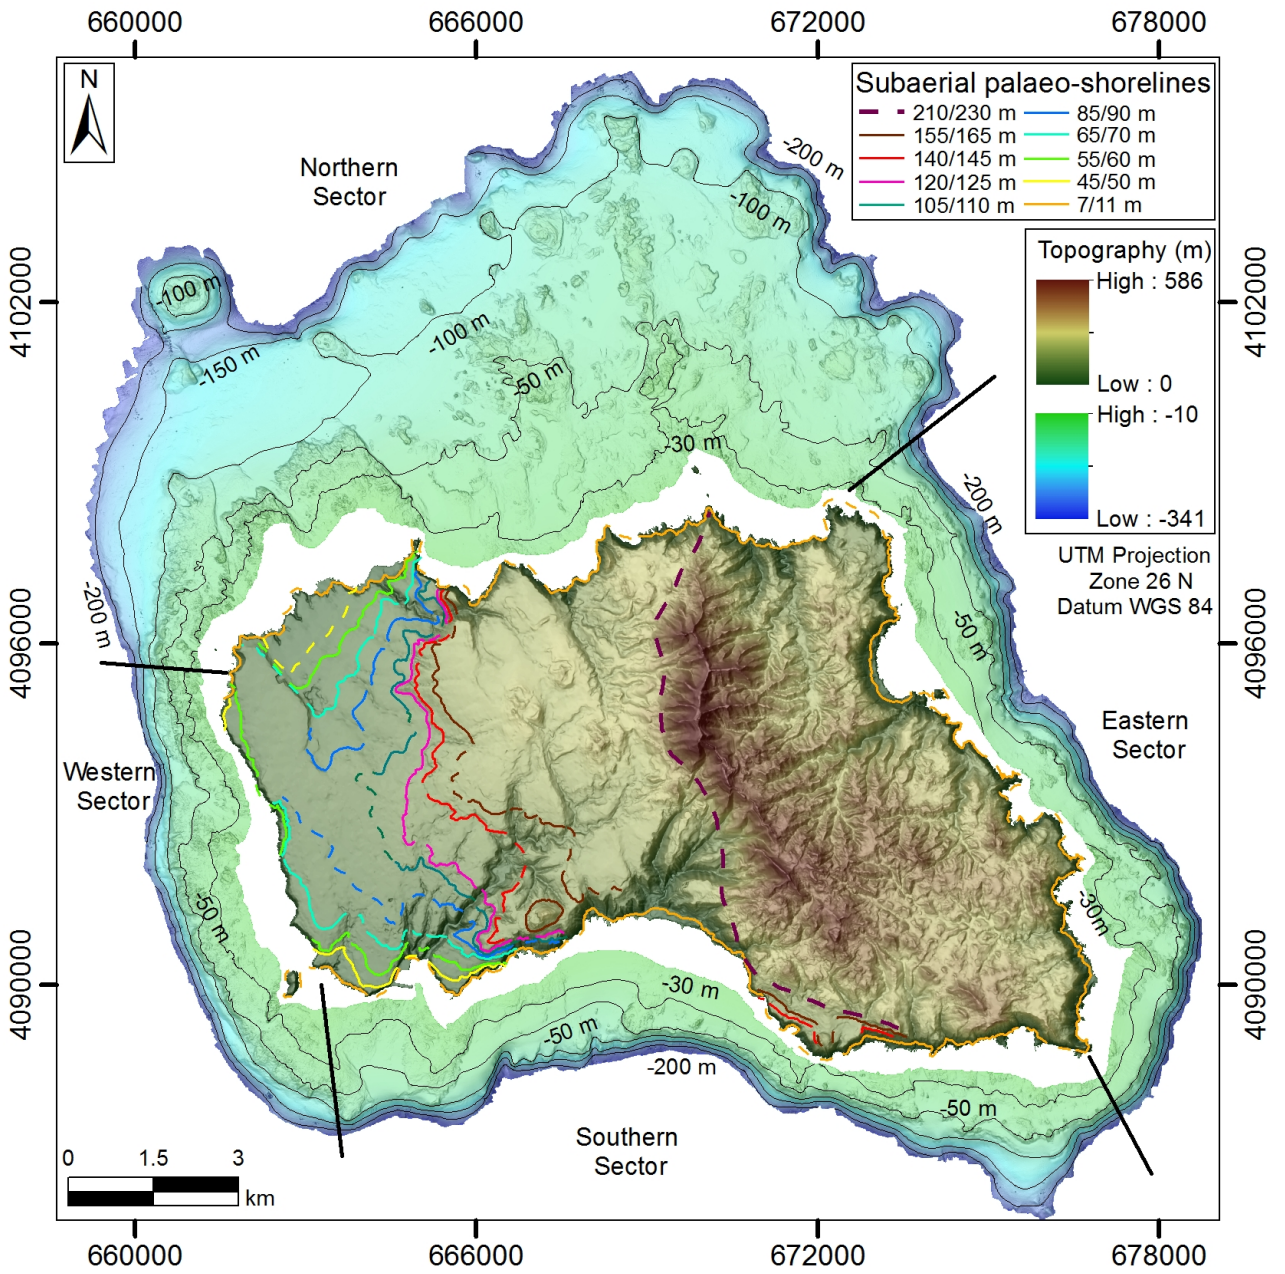 660000
666000
672000
678000
N
Subaerial palaeo-shorelines
210/230 m
85/90 m
155/165 m
65/70 m
140/145 m
55/60 m
120/125 m
45/50 m
105/110 m
7/11 m
Northern
Sector
-200 m
-100 m
Topography (m)
High : 586
Low : 0
High : -10
Low : -341
UTM Projection
Zone 26 N
Datum WGS 84
4102000
4102000
-100 m
-150 m
-100 m
-50 m
-30 m
-200 m
-200 m
-50 m
4096000
4096000
Eastern
Sector
Western
Sector
-50 m
-30m
4090000
4090000
-30 m
-50 m
-200 m
-50 m
Southern
Sector
0
1.5
3
km
660000
666000
672000
678000